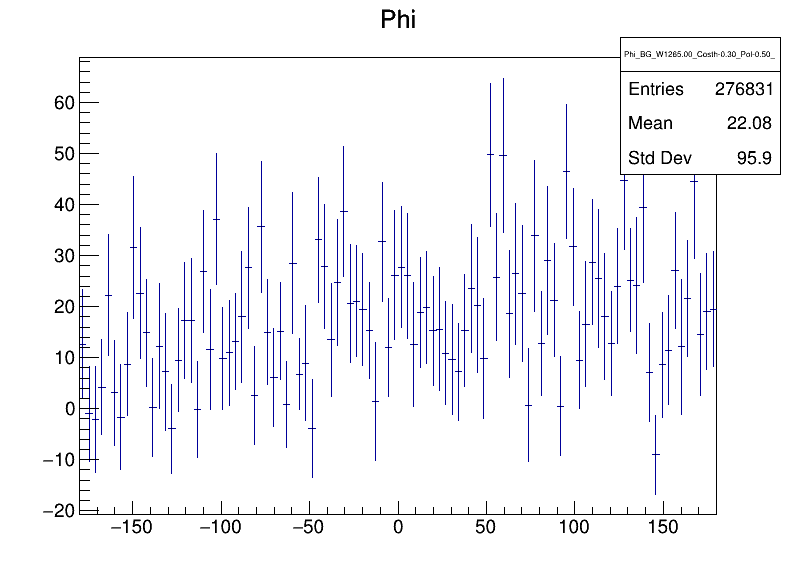 Phi
Phi_BG_W1265.00_Costh-0.30_Pol-0.50_
Entries 276831
Mean 22.08
Std Dev 95.9
60
50
40
30
20
10
0
−10
−20
−150 −100 −50 0 50 100 150